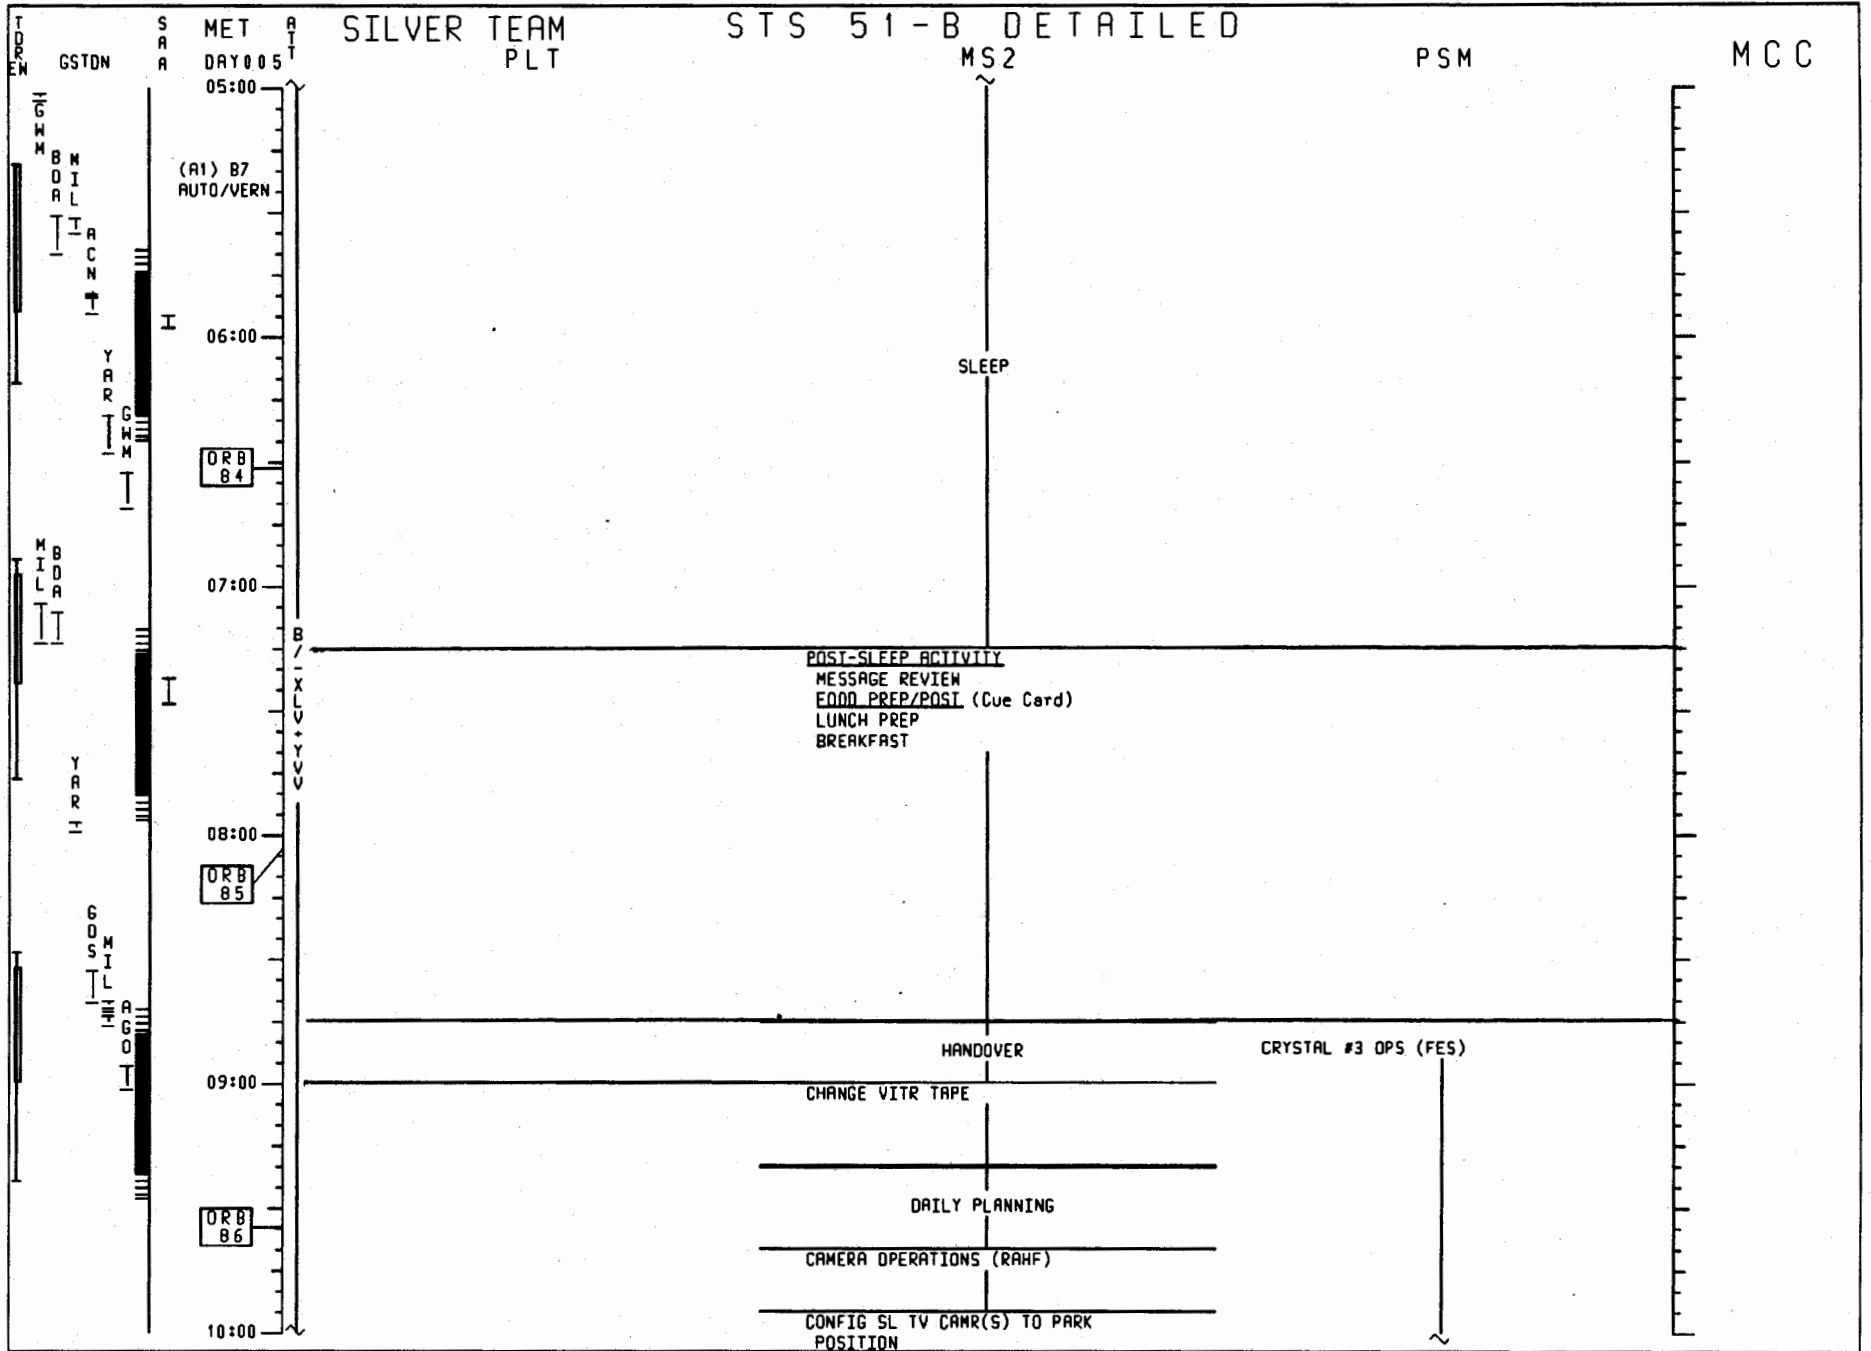 TDRE
EW
GSTDN
SAA
MET
DAY005
ATT
SILVER TEAM
STS 51-B DETAILED
PLT
MS2
PSM
MCC
05:00
GWM
BDA
MIL
(A1) B7
AUTO/VERN
ACN
06:00
YAR
SLEEP
GWM
ORB
84
MIL
BDA
07:00
B/-XLV+YVV
POST-SLEEP ACTIVITY
MESSAGE REVIEW
FOOD PREP/POST (Cue Card)
LUNCH PREP
BREAKFAST
YAR
08:00
ORB
85
GDS
MIL
AGO
HANDOVER
CRYSTAL #3 OPS (FES)
09:00
CHANGE VITR TAPE
DAILY PLANNING
ORB
86
CAMERA OPERATIONS (RAHF)
CONFIG SL TV CAMR(S) TO PARK
POSITION
10:00